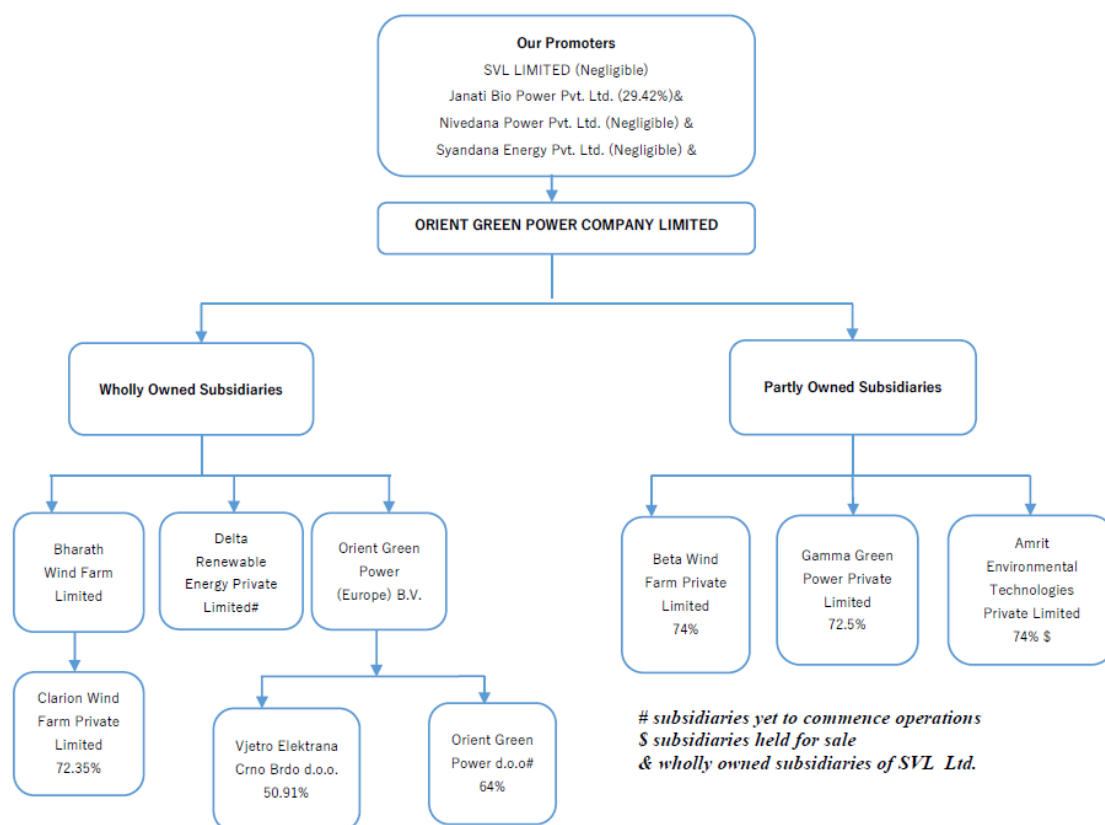 Our Promoters
SVL LIMITED (Negligible)
Janati Bio Power Pvt. Ltd. (29.42%)&
Nivedana Power Pvt. Ltd. (Negligible) &
Syandana Energy Pvt. Ltd. (Negligible) &
ORIENT GREEN POWER COMPANY LIMITED
Wholly Owned Subsidiaries
Partly Owned Subsidiaries
Bharath
Wind Farm
Limited
Delta
Renewable
Energy Private
Limited#
Orient Green
Power
(Europe) B.V.
Beta Wind
Farm Private
Limited
74%
Gamma Green
Power Private
Limited
72.5%
Amrit
Environmental
Technologies
Private Limited
74% $
Clarion Wind
Farm Private
Limited
72.35%
Vjetro Elektrana
Crno Brdo d.o.o.
50.91%
Orient Green
Power d.o.o#
64%
# subsidiaries yet to commence operations
$ subsidiaries held for sale
& wholly owned subsidiaries of SVL Ltd.